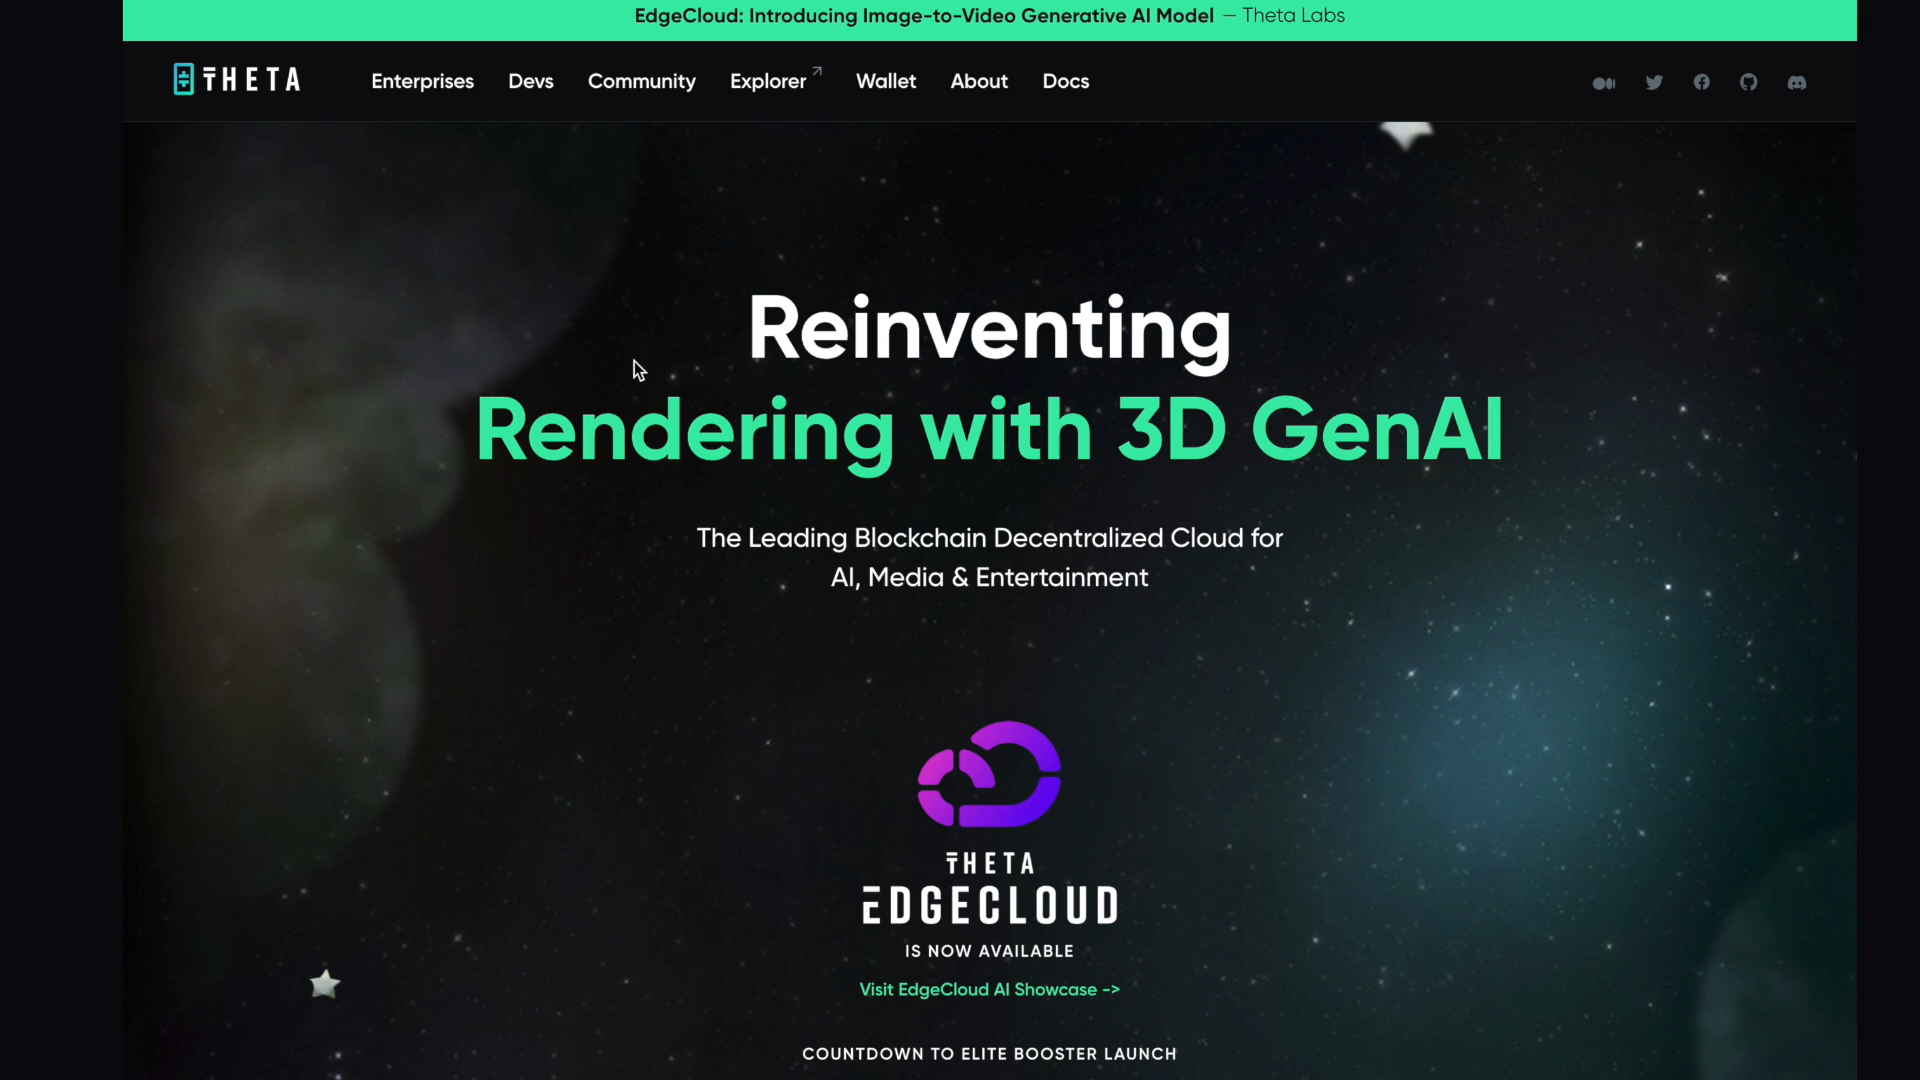 EdgeCloud: Introducing Image-to-Video Generative AI Model — Theta Labs
THETA
Enterprises Devs Community Explorer Wallet About Docs
Reinventing
Rendering with 3D GenAI
The Leading Blockchain Decentralized Cloud for
AI, Media & Entertainment
THETA
EDGECLOUD
IS NOW AVAILABLE
Visit EdgeCloud AI Showcase ->
COUNTDOWN TO ELITE BOOSTER LAUNCH